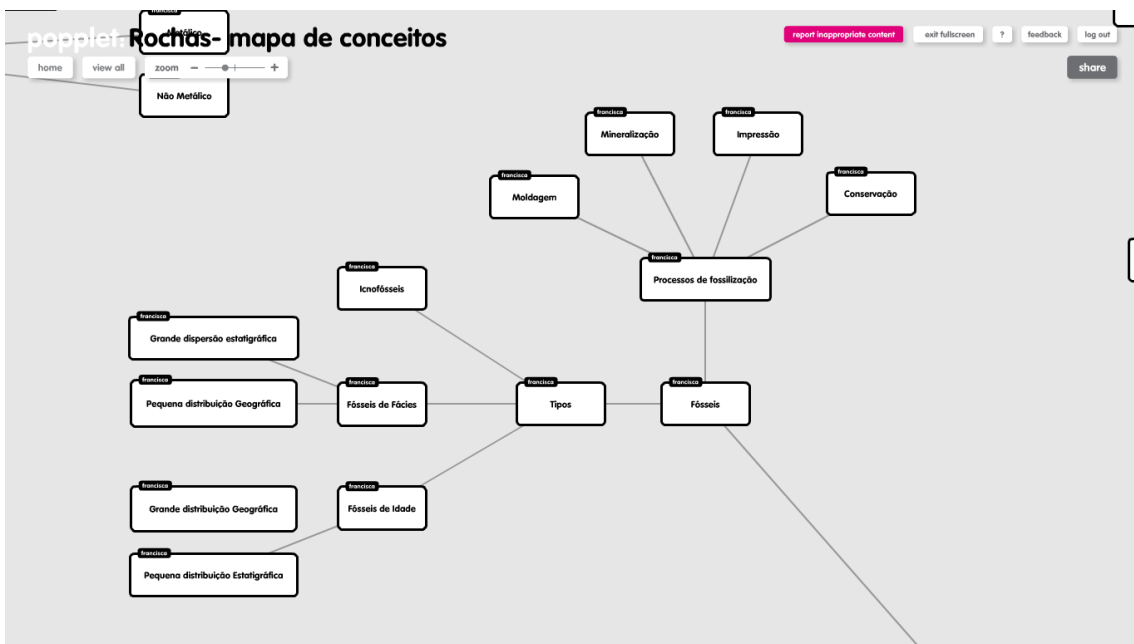 popplet: Rochas- mapa de conceitos
report inappropriate content
exit fullscreen
?
feedback
log out
home
view all
zoom
share
Metálico
francisca
Não Metálico
francisca
Mineralização
francisca
Impressão
francisca
Moldagem
francisca
Conservação
francisca
Processos de fossilização
francisca
Icnofósseis
francisca
Grande dispersão estatigráfica
francisca
Pequena distribuição Geográfica
francisca
Fósseis de Fácies
francisca
Tipos
francisca
Fósseis
francisca
Grande distribuição Geográfica
francisca
Fósseis de Idade
francisca
Pequena distribuição Estatigráfica